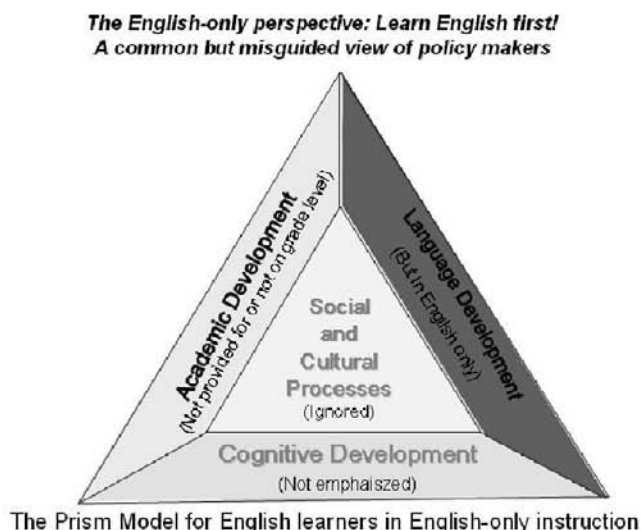 The English-only perspective: Learn English first!
A common but misguided view of policy makers
Academic Development
(Not provided for or not on grade level)
Language Development
(But in English only)
Social
and
Cultural
Processes
(Ignored)
Cognitive Development
(Not emphaiszed)
The Prism Model for English learners in English-only instruction